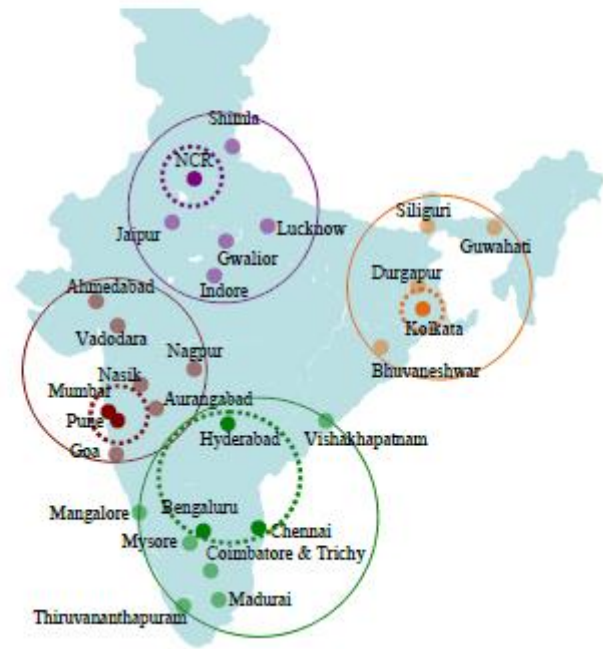 Shimla
NCR
Jaipur
Lucknow
Gwalior
Indore
Siliguri
Guwahati
Durgapur
Kolkata
Bhuvaneshwar
Ahmedabad
Vadodara
Nagpur
Nasik
Mumbai
Aurangabad
Pune
Goa
Hyderabad
Vishakhapatnam
Bengaluru
Mangalore
Chennai
Mysore
Coimbatore & Trichy
Madurai
Thiruvananthapuram